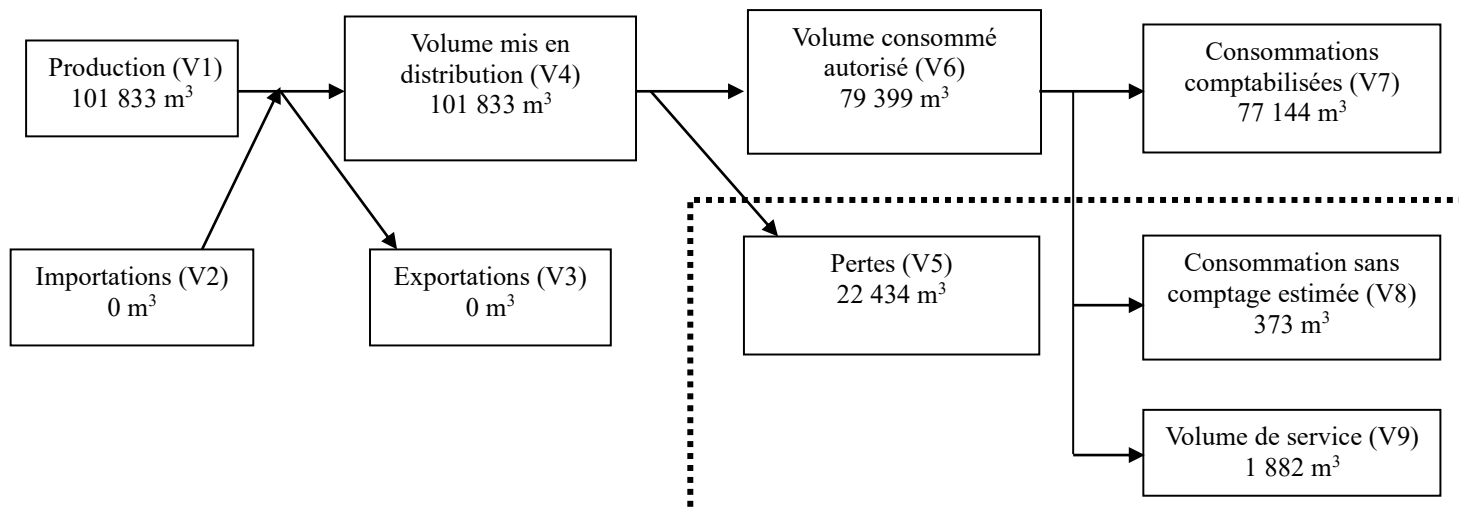 Production (V1)
101 833 m³
Volume mis en
distribution (V4)
101 833 m³
Volume consommé
autorisé (V6)
79 399 m³
Consommations
comptabilisées (V7)
77 144 m³
Importations (V2)
0 m³
Exportations (V3)
0 m³
Pertes (V5)
22 434 m³
Consommation sans
comptage estimée (V8)
373 m³
Volume de service (V9)
1 882 m³